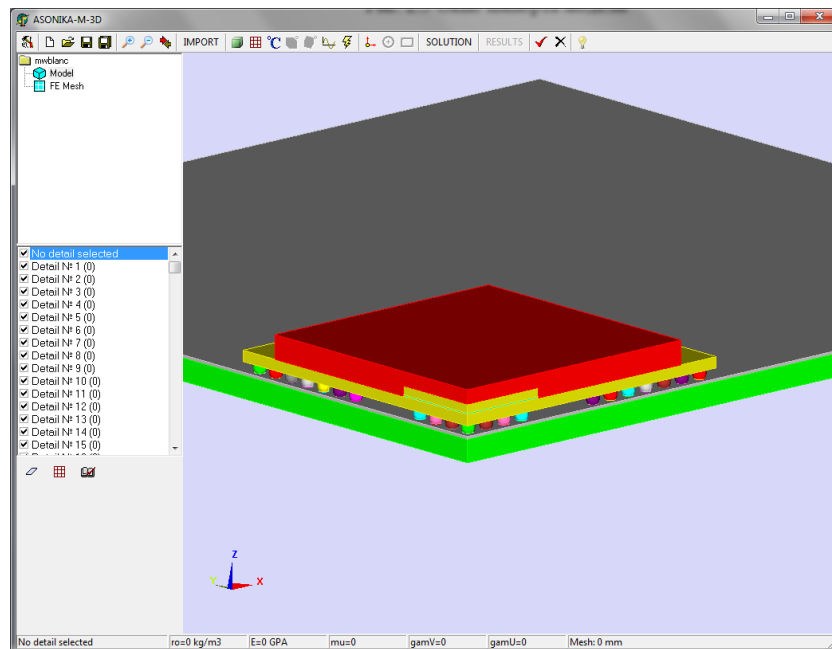 ASONIKA-M-3D
IMPORT °C SOLUTION RESULTS
mwblanc
Model
FE Mesh
No detail selected
Detail № 1 (0)
Detail № 2 (0)
Detail № 3 (0)
Detail № 4 (0)
Detail № 5 (0)
Detail № 6 (0)
Detail № 7 (0)
Detail № 8 (0)
Detail № 9 (0)
Detail № 10 (0)
Detail № 11 (0)
Detail № 12 (0)
Detail № 13 (0)
Detail № 14 (0)
Detail № 15 (0)
Z
Y X
No detail selected ro=0 kg/m3 E=0 GPA mu=0 gamV=0 gamU=0 Mesh: 0 mm